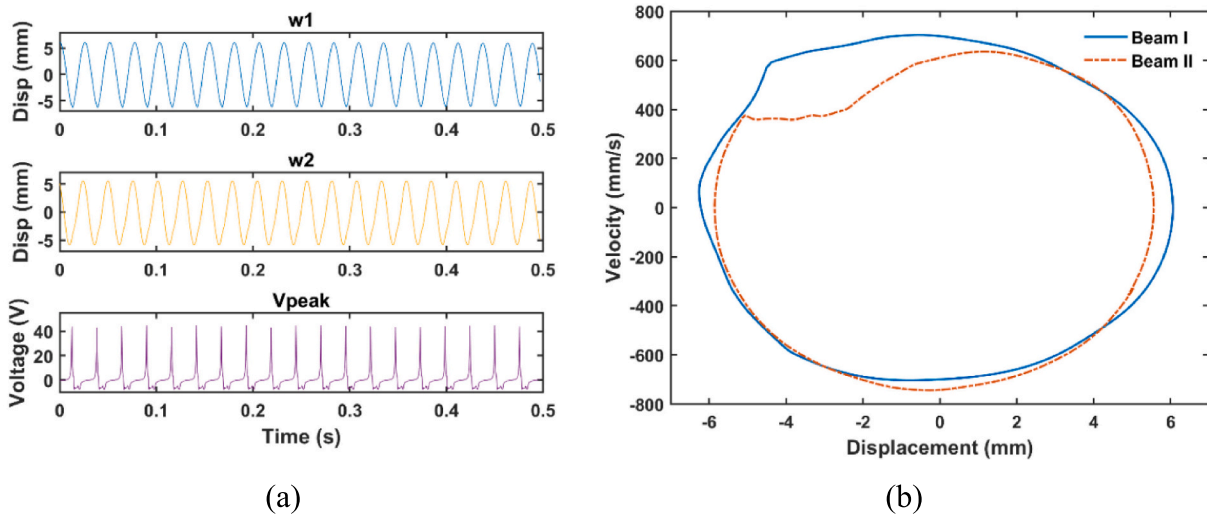 w1
Disp (mm)
5
0
-5
0 0.1 0.2 0.3 0.4 0.5
w2
Disp (mm)
5
0
-5
0 0.1 0.2 0.3 0.4 0.5
Vpeak
Voltage (V)
40
20
0
0 0.1 0.2 0.3 0.4 0.5
Time (s)
(a)
800
600
400
200
0
-200
-400
-600
-800
Velocity (mm/s)
Beam I
Beam II
-6 -4 -2 0 2 4 6
Displacement (mm)
(b)